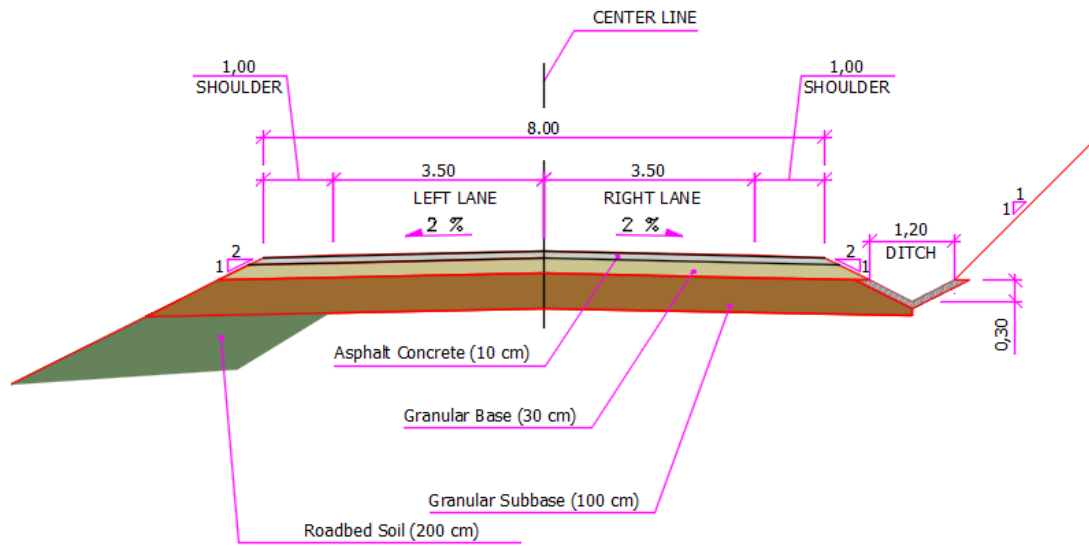 CENTER LINE
1,00
SHOULDER
1,00
SHOULDER
8.00
3.50
3.50
LEFT LANE
RIGHT LANE
2 %
2 %
1
1
1,20
DITCH
2
1
2
1
0,30
Asphalt Concrete (10 cm)
Granular Base (30 cm)
Granular Subbase (100 cm)
Roadbed Soil (200 cm)